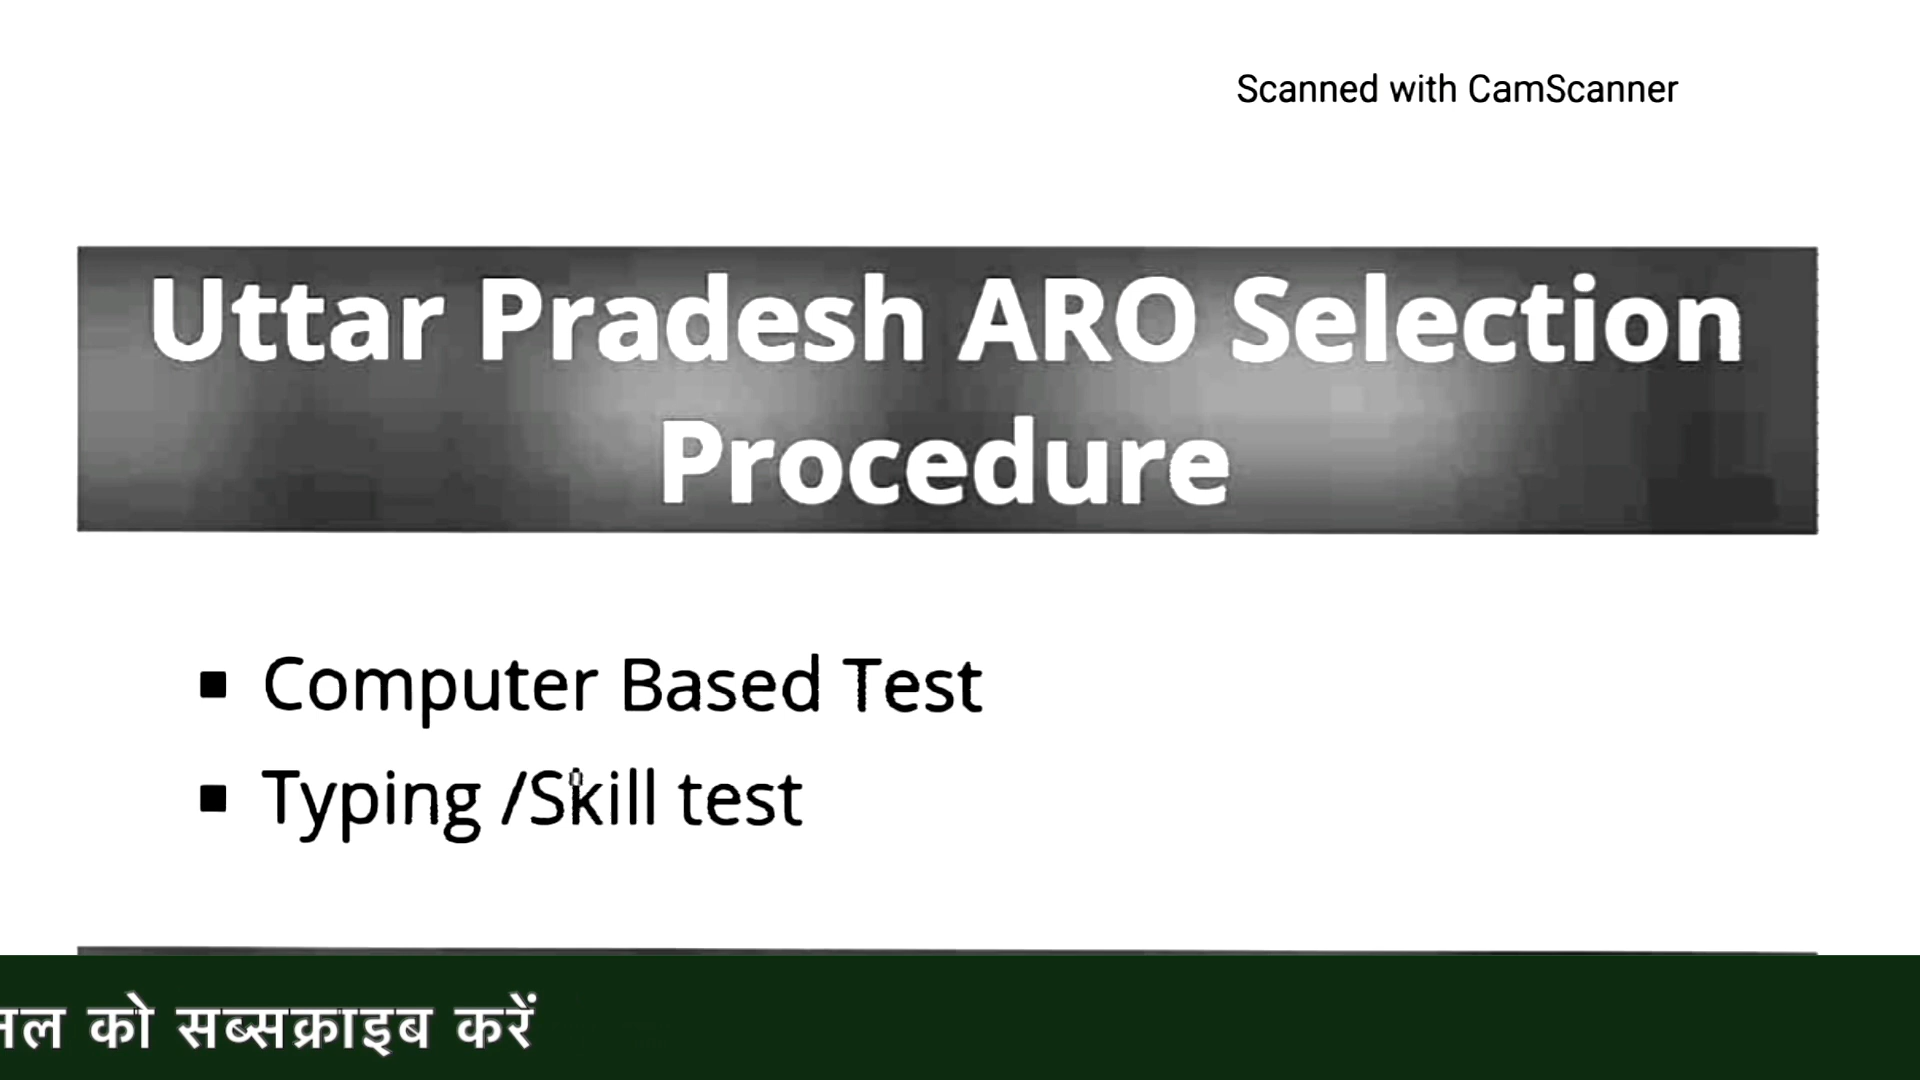 Scanned with CamScanner
Uttar Pradesh ARO Selection
Procedure
▪ Computer Based Test
▪ Typing /Skill test
को सब्सक्राइब करें